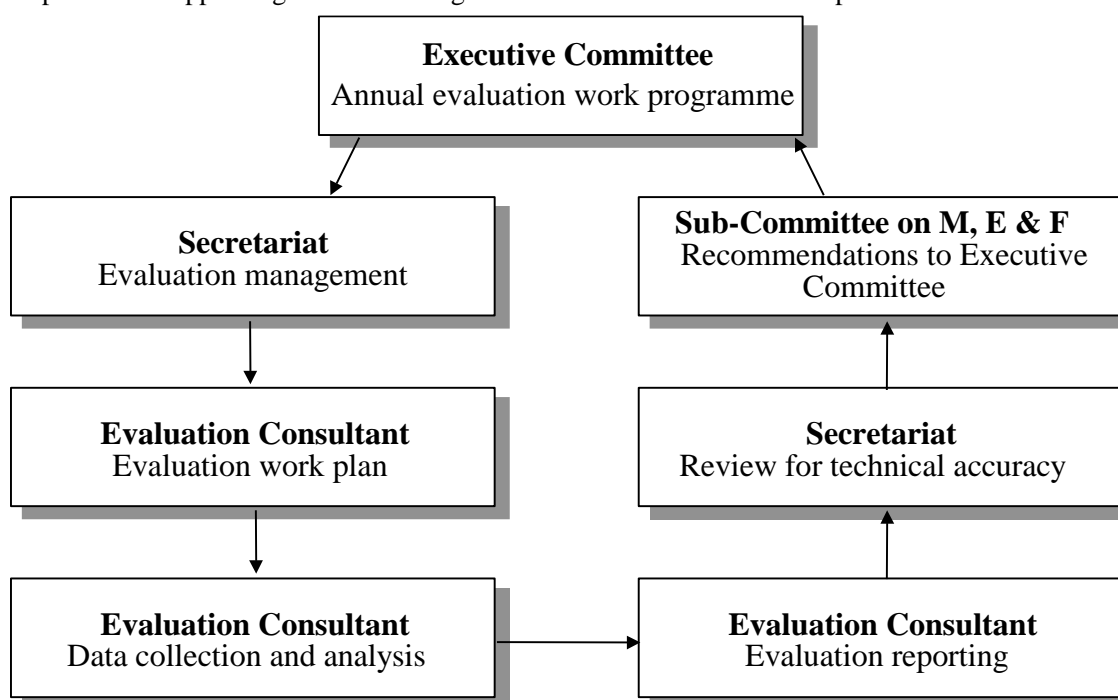 Executive Committee
Annual evaluation work programme
Secretariat
Evaluation management
Sub-Committee on M, E & F
Recommendations to Executive
Committee
Evaluation Consultant
Evaluation work plan
Secretariat
Review for technical accuracy
Evaluation Consultant
Data collection and analysis
Evaluation Consultant
Evaluation reporting